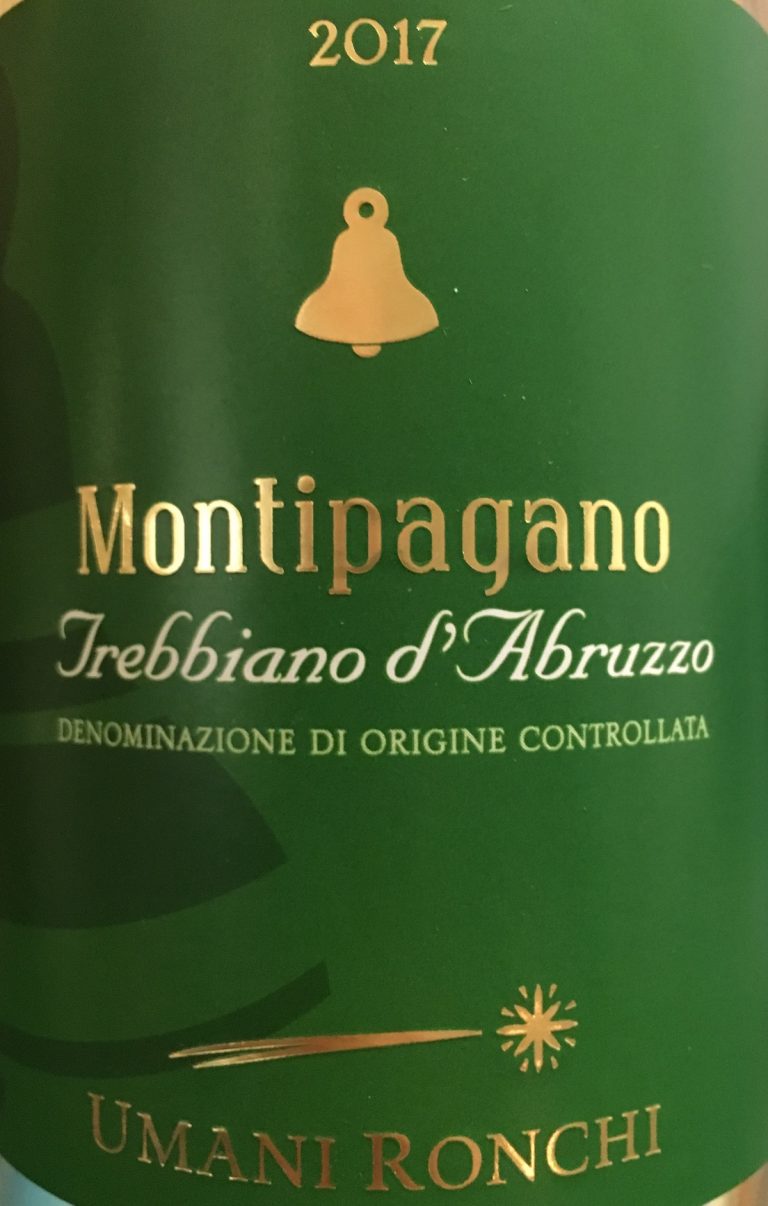 2017
Montipagano
Trebbiano d'Abruzzo
DENOMINAZIONE DI ORIGINE CONTROLLATA
UMANI RONCHI